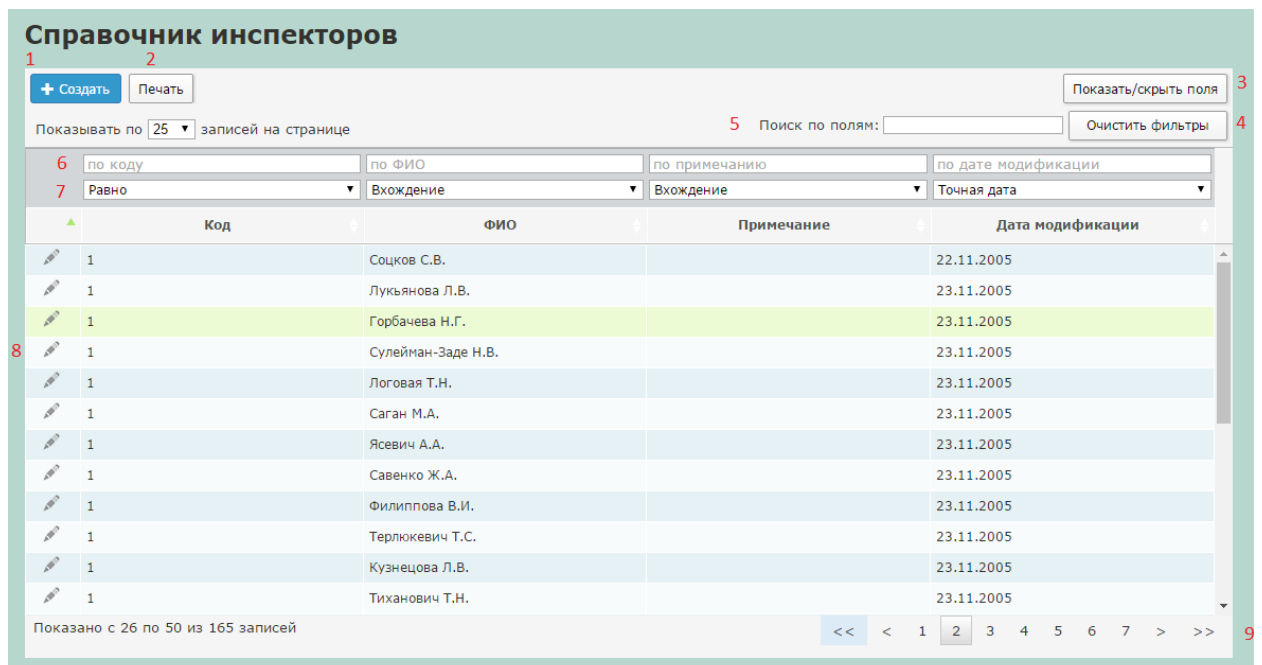 Справочник инспекторов
1 2
+ Создать Печать Показать/скрыть поля 3
Показывать по 25 записей на странице 5 Поиск по полям: Очистить фильтры 4
6 по коду по ФИО по примечанию по дате модификации
7 Равно Вхождение Вхождение Точная дата
Код ФИО Примечание Дата модификации
1 Соцков С.В. 22.11.2005
1 Лукьянова Л.В. 23.11.2005
1 Горбачева Н.Г. 23.11.2005
8 1 Сулейман-Заде Н.В. 23.11.2005
1 Логовая Т.Н. 23.11.2005
1 Саган М.А. 23.11.2005
1 Ясевич А.А. 23.11.2005
1 Савенко Ж.А. 23.11.2005
1 Филиппова В.И. 23.11.2005
1 Терлюкевич Т.С. 23.11.2005
1 Кузнецова Л.В. 23.11.2005
1 Тиханович Т.Н. 23.11.2005
Показано с 26 по 50 из 165 записей << < 1 2 3 4 5 6 7 > >> 9